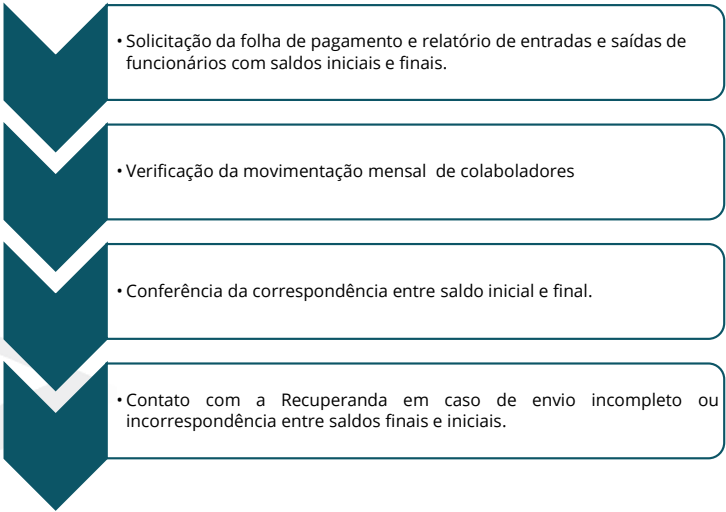 • Solicitação da folha de pagamento e relatório de entradas e saídas de
funcionários com saldos iniciais e finais.
• Verificação da movimentação mensal  de colaboladores
• Conferência da correspondência entre saldo inicial e final.
• Contato com a Recuperanda em caso de envio incompleto ou
incorrespondência entre saldos finais e iniciais.